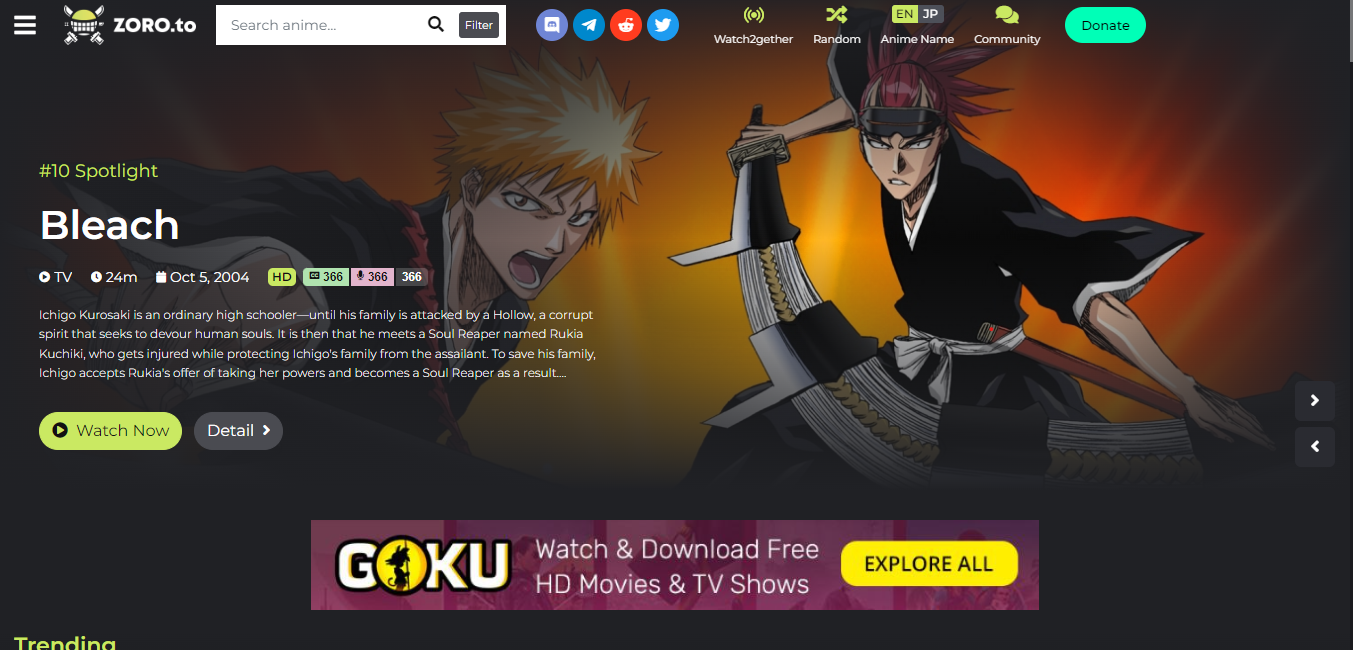 ZORO.to
Search anime...
Filter
EN JP
Watch2gether
Random
Anime Name
Community
Donate
#10 Spotlight
Bleach
TV 24m Oct 5, 2004 HD CC 366 366 366
Ichigo Kurosaki is an ordinary high schooler—until his family is attacked by a Hollow, a corrupt
spirit that seeks to devour human souls. It is then that he meets a Soul Reaper named Rukia
Kuchiki, who gets injured while protecting Ichigo's family from the assailant. To save his family,
Ichigo accepts Rukia's offer of taking her powers and becomes a Soul Reaper as a result....
Watch Now
Detail
GOKU
Watch & Download Free
HD Movies & TV Shows
EXPLORE ALL
Trending